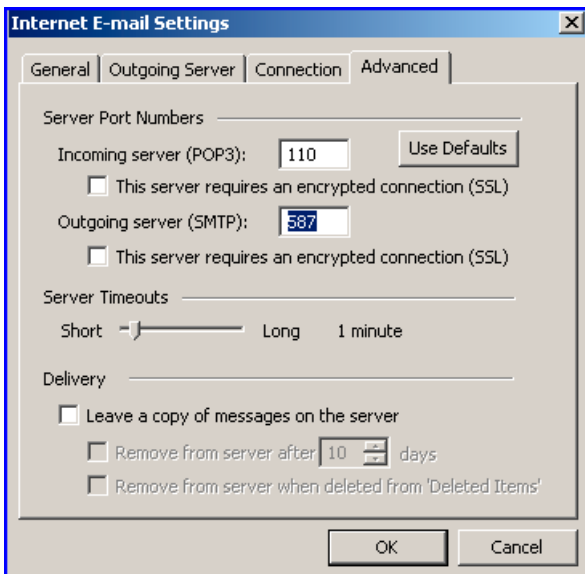 Internet E-mail Settings
General Outgoing Server Connection Advanced
Server Port Numbers
Incoming server (POP3): 110 Use Defaults
This server requires an encrypted connection (SSL)
Outgoing server (SMTP): 587
This server requires an encrypted connection (SSL)
Server Timeouts
Short Long 1 minute
Delivery
Leave a copy of messages on the server
Remove from server after 10 days
Remove from server when deleted from 'Deleted Items'
OK Cancel